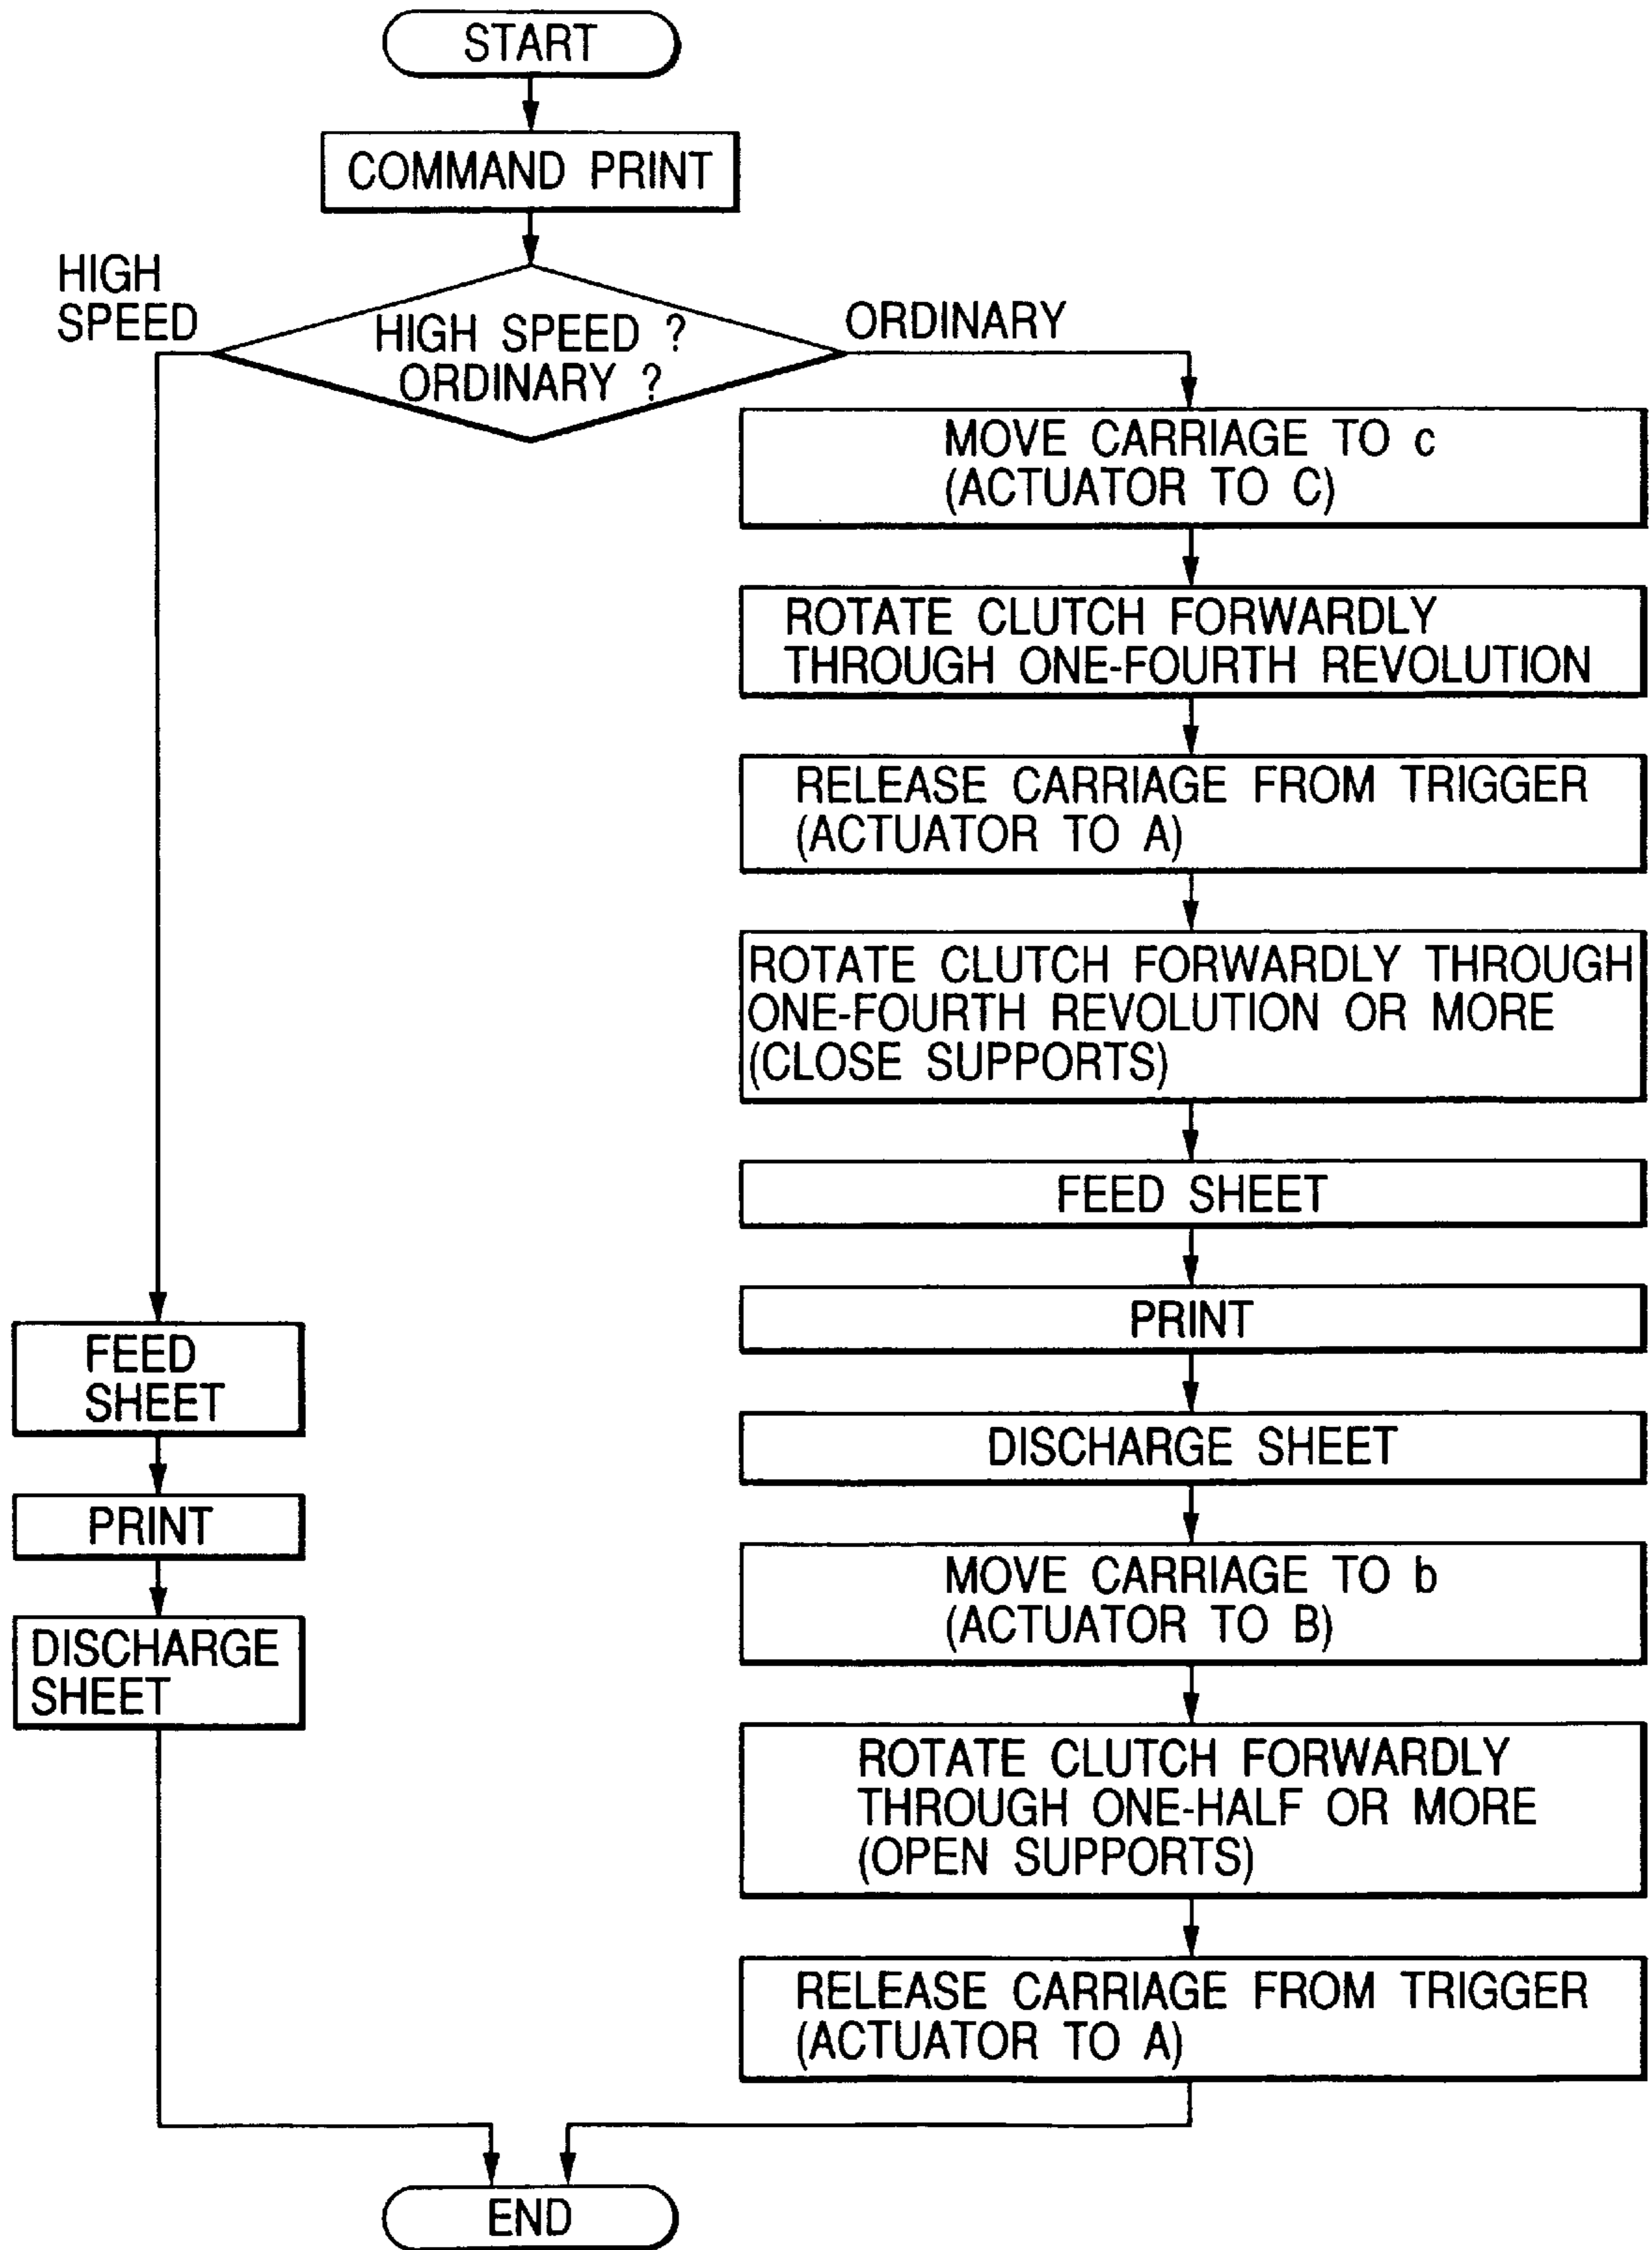 START
COMMAND PRINT
HIGH
SPEED
HIGH SPEED ?
ORDINARY ?
ORDINARY
MOVE CARRIAGE TO c
(ACTUATOR TO C)
ROTATE CLUTCH FORWARDLY
THROUGH ONE-FOURTH REVOLUTION
RELEASE CARRIAGE FROM TRIGGER
(ACTUATOR TO A)
ROTATE CLUTCH FORWARDLY THROUGH
ONE-FOURTH REVOLUTION OR MORE
(CLOSE SUPPORTS)
FEED SHEET
PRINT
DISCHARGE SHEET
MOVE CARRIAGE TO b
(ACTUATOR TO B)
ROTATE CLUTCH FORWARDLY
THROUGH ONE-HALF OR MORE
(OPEN SUPPORTS)
RELEASE CARRIAGE FROM TRIGGER
(ACTUATOR TO A)
FEED
SHEET
PRINT
DISCHARGE
SHEET
END